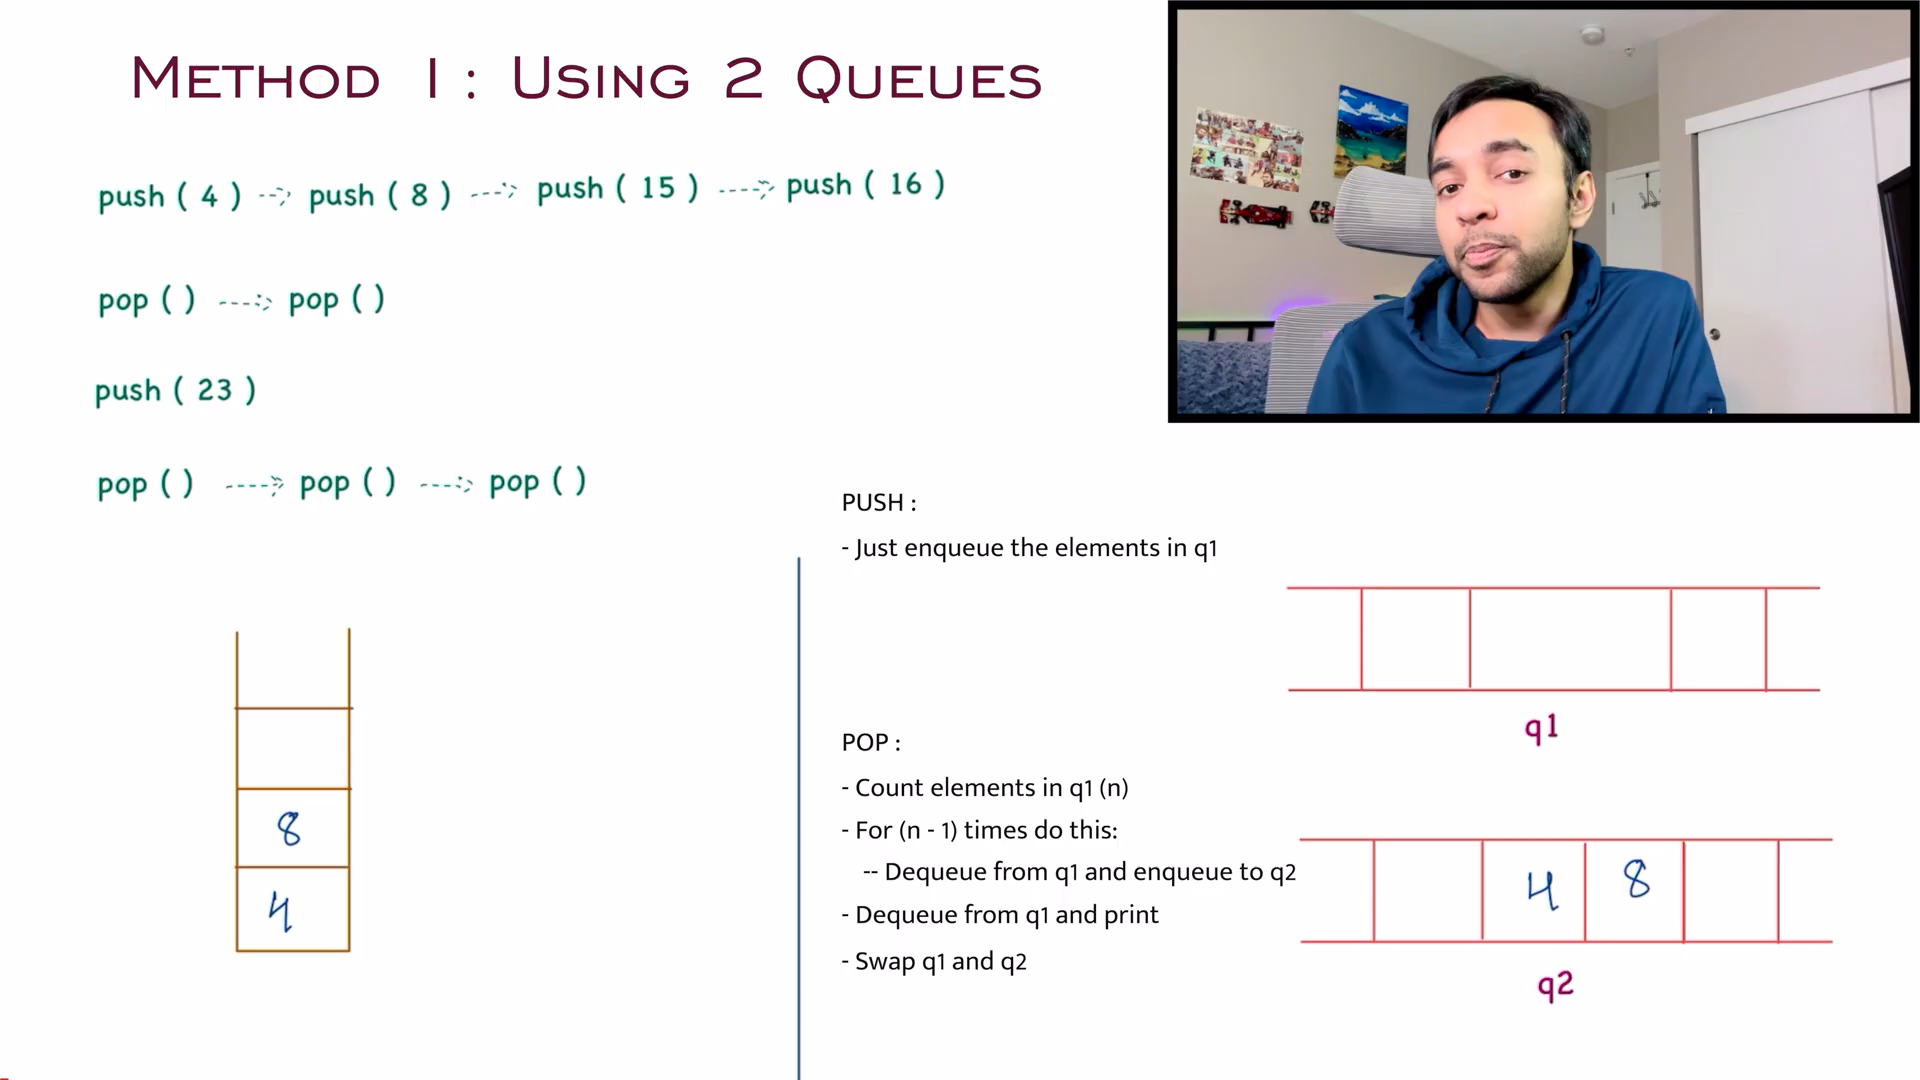 METHOD 1 : USING 2 QUEUES
push ( 4 ) ---> push ( 8 ) ---> push ( 15 ) ----> push ( 16 )
pop ( ) ----> pop ( )
push ( 23 )
pop ( ) ----> pop ( ) ----> pop ( )
PUSH :
- Just enqueue the elements in q1
q1
POP :
- Count elements in q1 (n)
- For (n - 1) times do this:
-- Dequeue from q1 and enqueue to q2
- Dequeue from q1 and print
- Swap q1 and q2
8
4
4 8
q2